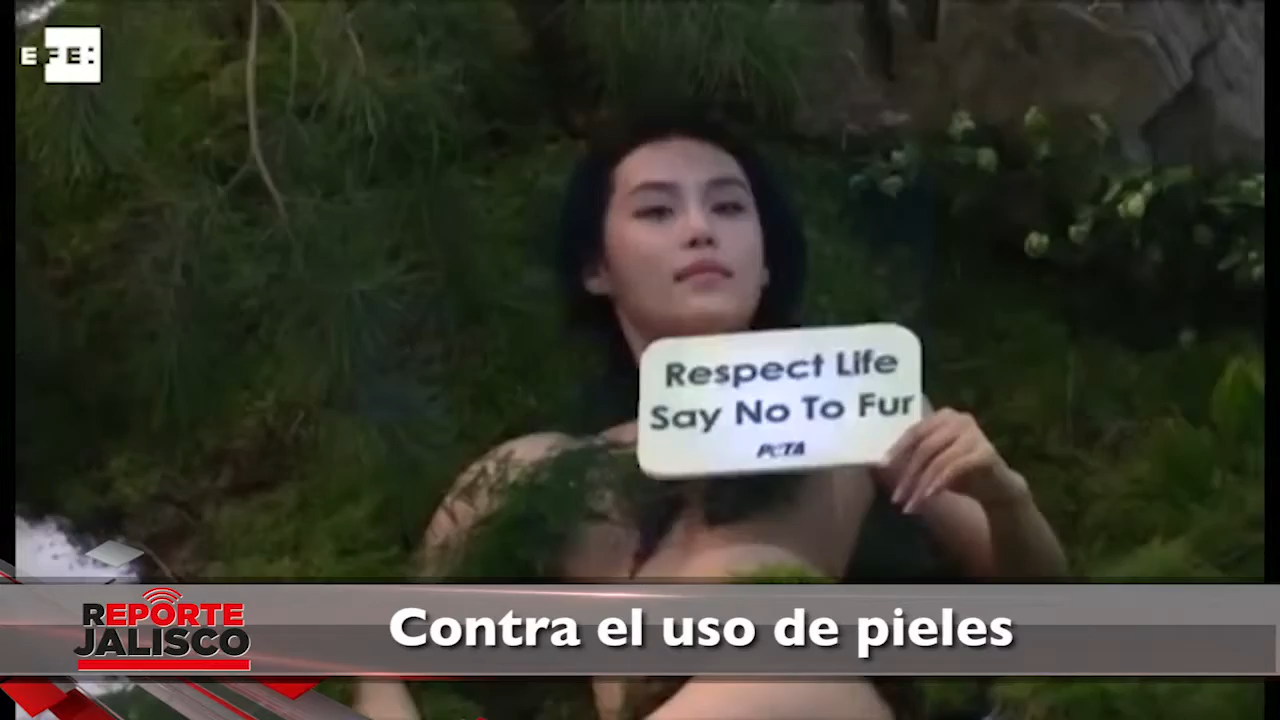 EFE:
Respect Life
Say No To Fur
PETA
REPORTE
JALISCO
Contra el uso de pieles